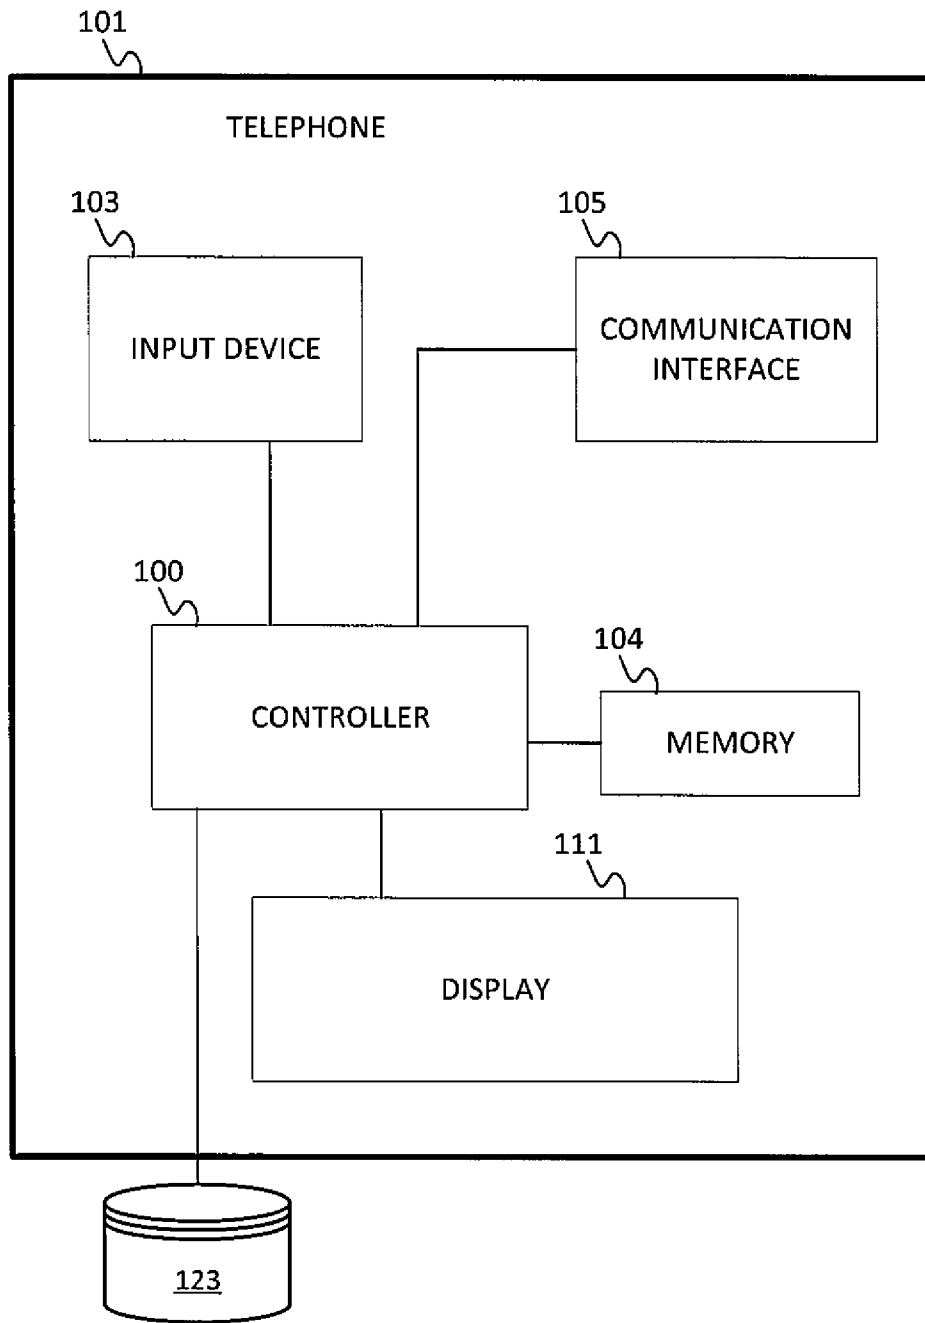 101
TELEPHONE
103
105
INPUT DEVICE
COMMUNICATION
INTERFACE
100
104
CONTROLLER
MEMORY
111
DISPLAY
123